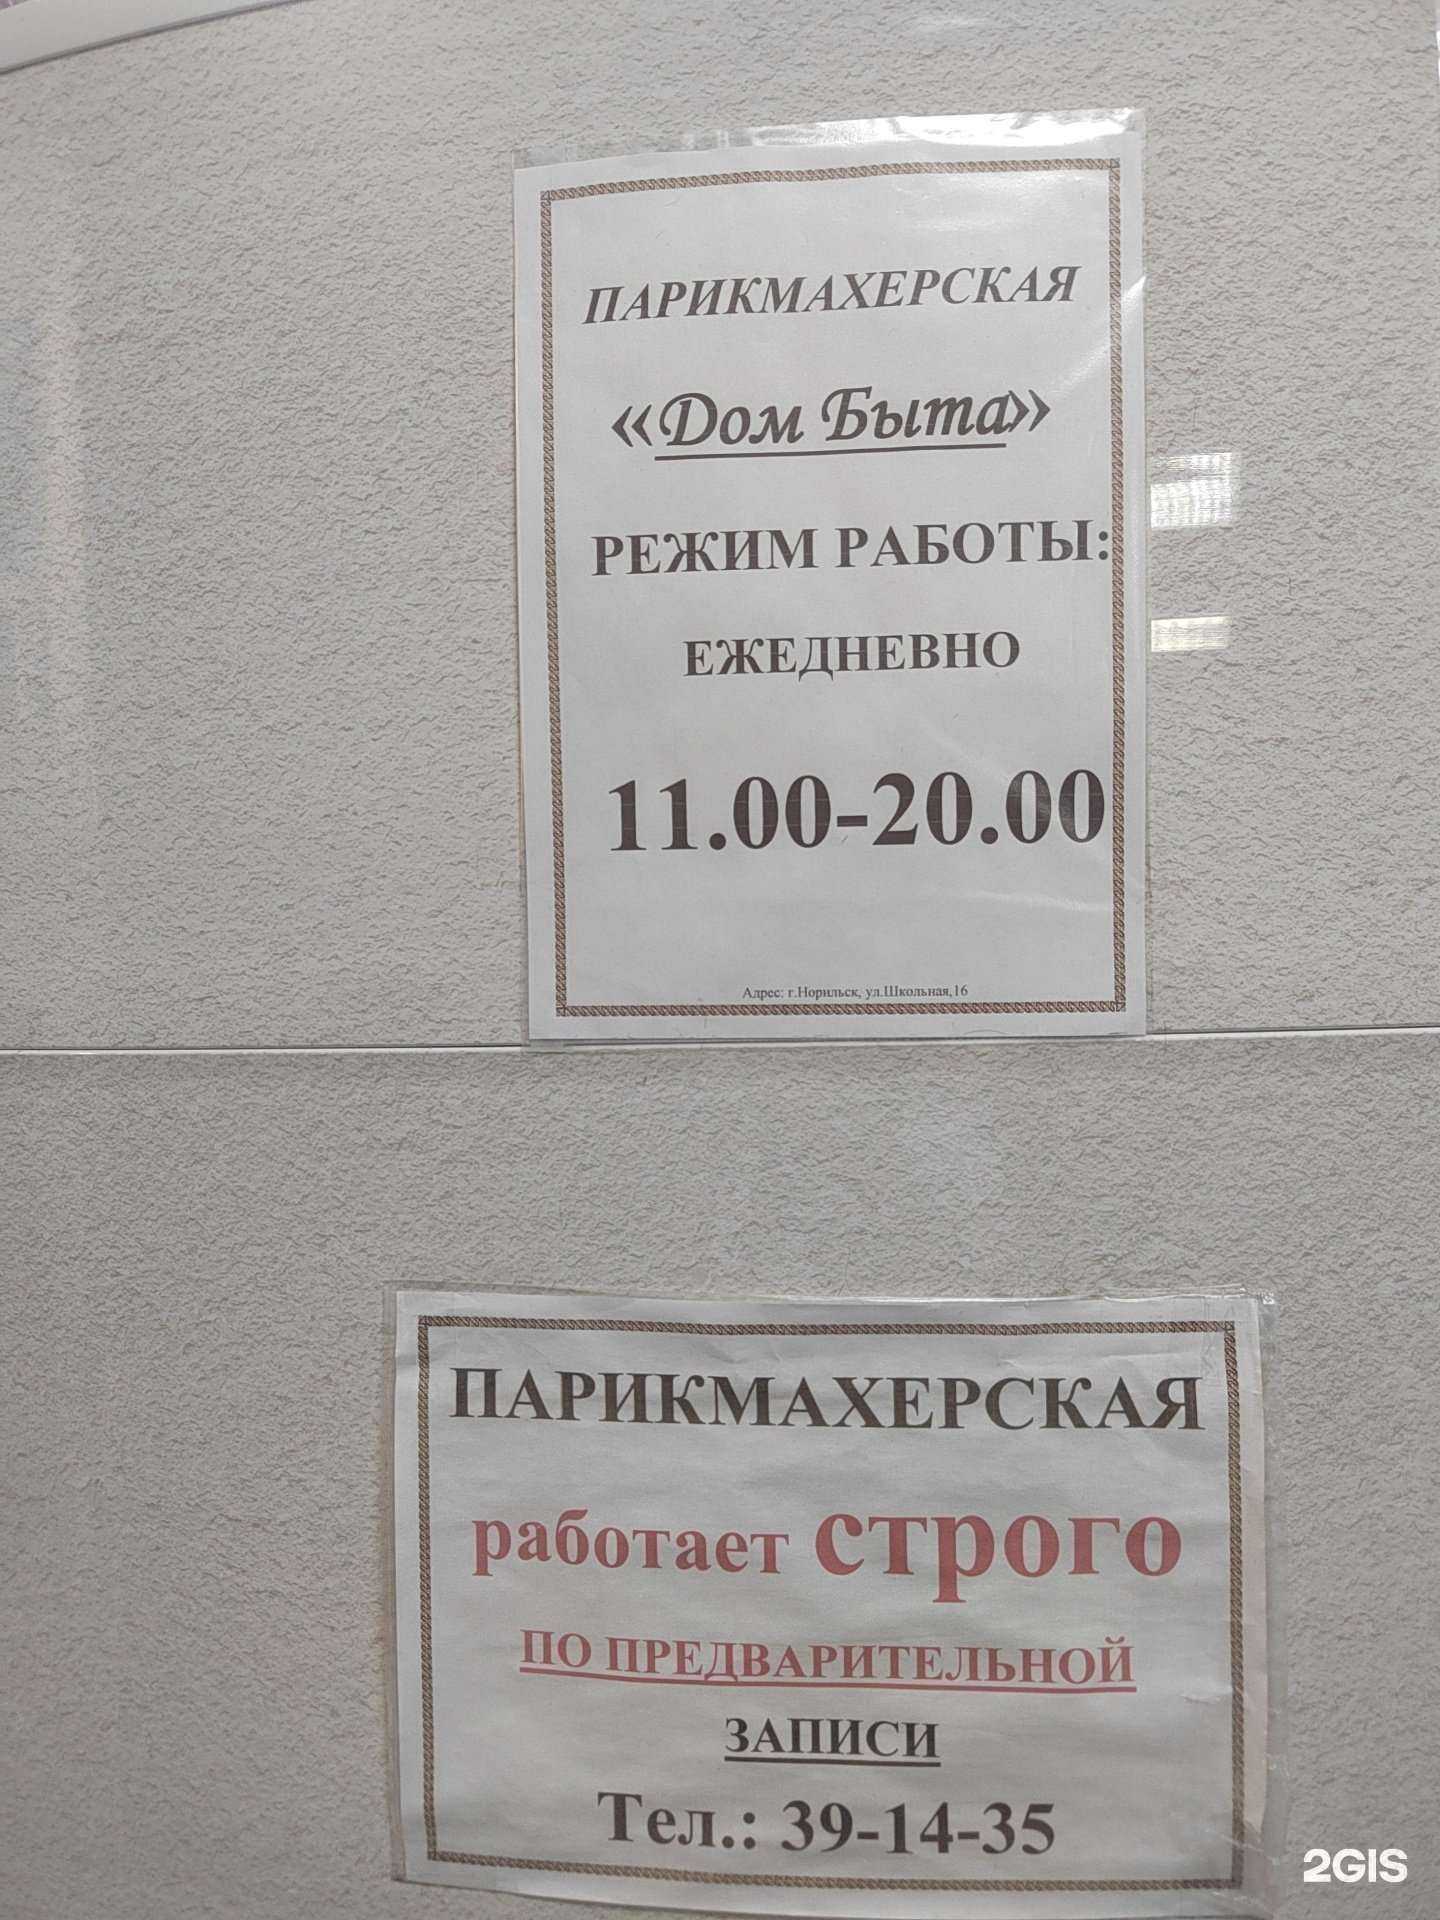 ПАРИКМАХЕРСКАЯ
«Дом Быта»
РЕЖИМ РАБОТЫ:
ЕЖЕДНЕВНО
11.00-20.00
Адрес: г.Норильск, ул.Школьная,16
ПАРИКМАХЕРСКАЯ
работает строго
ПО ПРЕДВАРИТЕЛЬНОЙ
ЗАПИСИ
Тел.: 39-14-35
2GIS